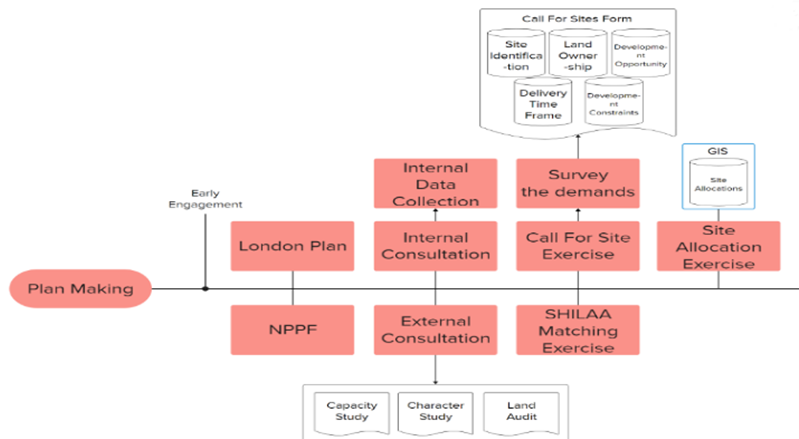 Call For Sites Form
Site
Identifica
-tion
Land
Owner
-ship
Developme-
nt
Opportunity
Delivery
Time
Frame
Developme-
nt
Constraints
GIS
Site
Allocations
Internal
Data
Collection
Survey
the demands
Early
Engagement
London Plan
Internal
Consultation
Call For Site
Exercise
Site
Allocation
Exercise
Plan Making
NPPF
External
Consultation
SHILAA
Matching
Exercise
Capacity
Study
Character
Study
Land
Audit